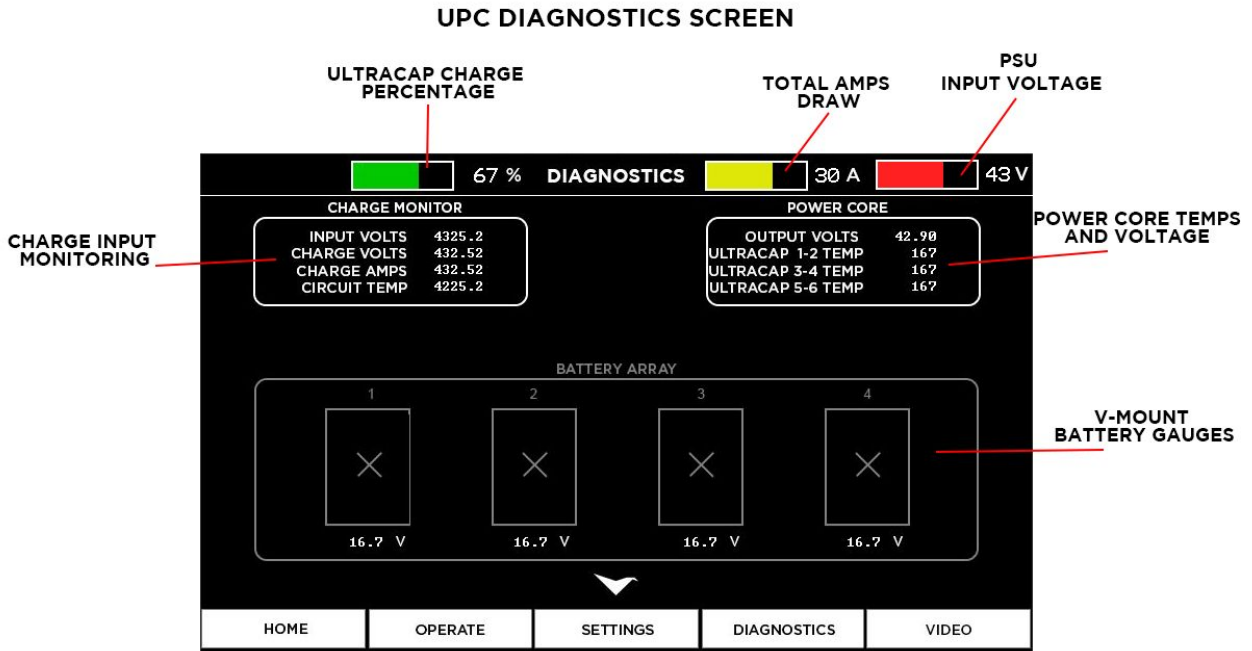 UPC DIAGNOSTICS SCREEN
ULTRACAP CHARGE
PERCENTAGE
TOTAL AMPS
DRAW
PSU
INPUT VOLTAGE
67 %
DIAGNOSTICS
30 A
43 V
CHARGE MONITOR
INPUT VOLTS 4325.2
CHARGE VOLTS 432.52
CHARGE AMPS 432.52
CIRCUIT TEMP 4225.2
POWER CORE
OUTPUT VOLTS 42.90
ULTRACAP 1-2 TEMP 167
ULTRACAP 3-4 TEMP 167
ULTRACAP 5-6 TEMP 167
CHARGE INPUT
MONITORING
POWER CORE TEMPS
AND VOLTAGE
BATTERY ARRAY
1 2 3 4
16.7 V 16.7 V 16.7 V 16.7 V
V-MOUNT
BATTERY GAUGES
HOME OPERATE SETTINGS DIAGNOSTICS VIDEO